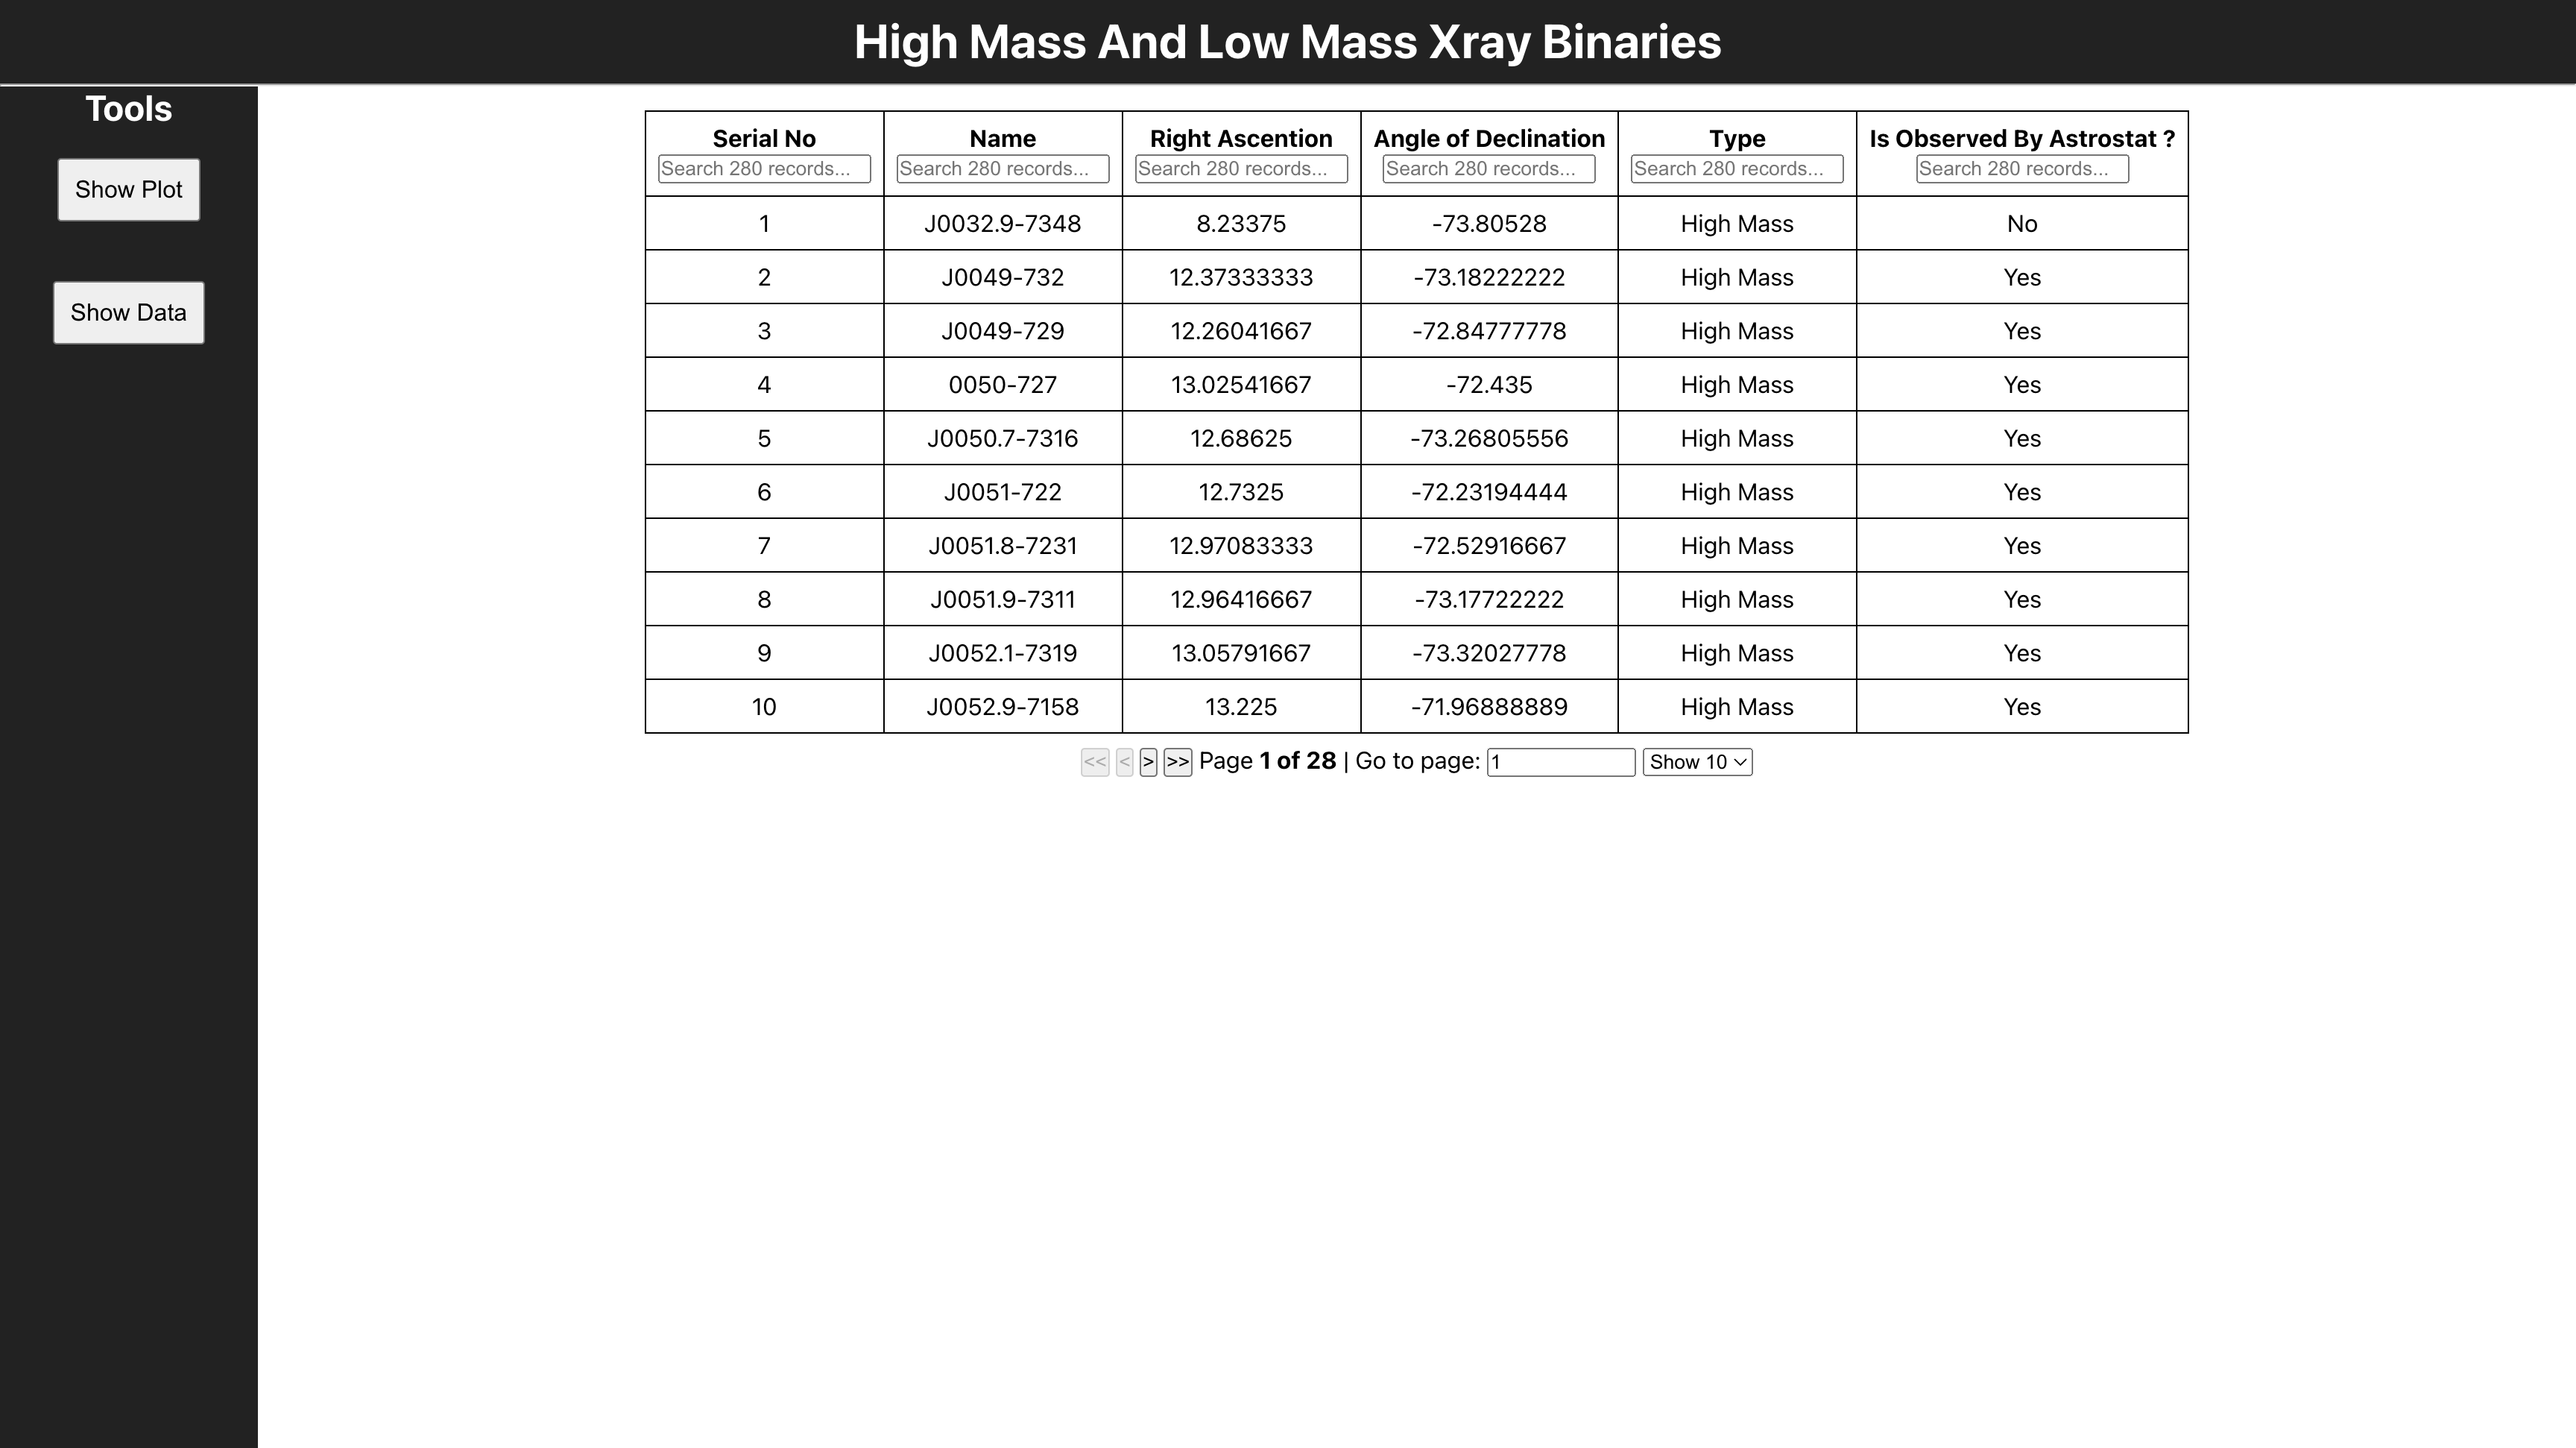 High Mass And Low Mass Xray Binaries
Tools
Show Plot
Show Data
Serial No Name Right Ascention Angle of Declination Type Is Observed By Astrostat ?
Search 280 records... Search 280 records... Search 280 records... Search 280 records... Search 280 records... Search 280 records...
1 J0032.9-7348 8.23375 -73.80528 High Mass No
2 J0049-732 12.37333333 -73.18222222 High Mass Yes
3 J0049-729 12.26041667 -72.84777778 High Mass Yes
4 0050-727 13.02541667 -72.435 High Mass Yes
5 J0050.7-7316 12.68625 -73.26805556 High Mass Yes
6 J0051-722 12.7325 -72.23194444 High Mass Yes
7 J0051.8-7231 12.97083333 -72.52916667 High Mass Yes
8 J0051.9-7311 12.96416667 -73.17722222 High Mass Yes
9 J0052.1-7319 13.05791667 -73.32027778 High Mass Yes
10 J0052.9-7158 13.225 -71.96888889 High Mass Yes
<< < > >> Page 1 of 28 | Go to page: 1 Show 10